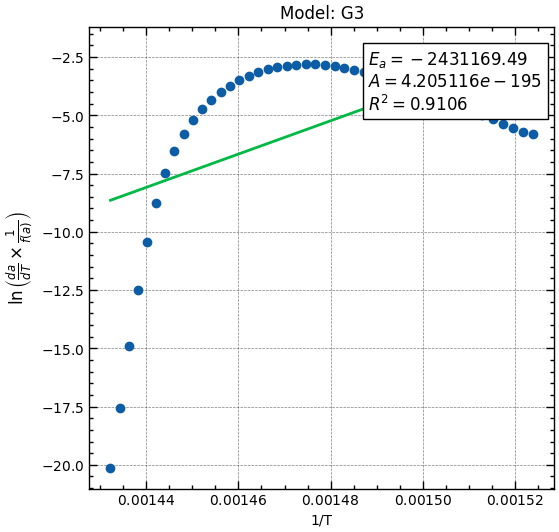 Model: G3
E_a = −2431169.49
A = 4.205116e − 195
R² = 0.9106
ln (da/dT × 1/f(a))
−2.5
−5.0
−7.5
−10.0
−12.5
−15.0
−17.5
−20.0
0.00144 0.00146 0.00148 0.00150 0.00152
1/T